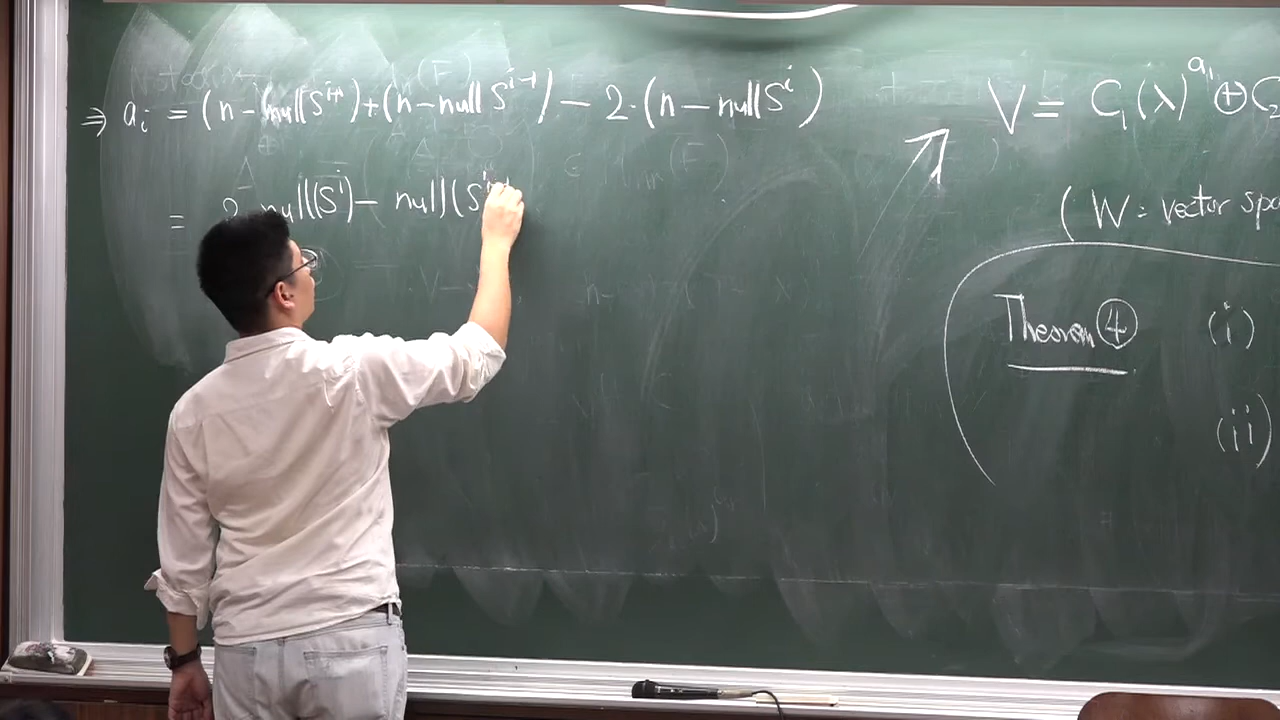 ⇒ aᵢ = (n - null Sⁱ⁺¹) + (n - null Sⁱ⁻¹) - 2·(n - null Sⁱ)
= 2 null(Sⁱ) - null(S
V = C₁(λ)^a₁ ⊕ C₂
(W = vector spa
Theorem ④ (i)
(ii)